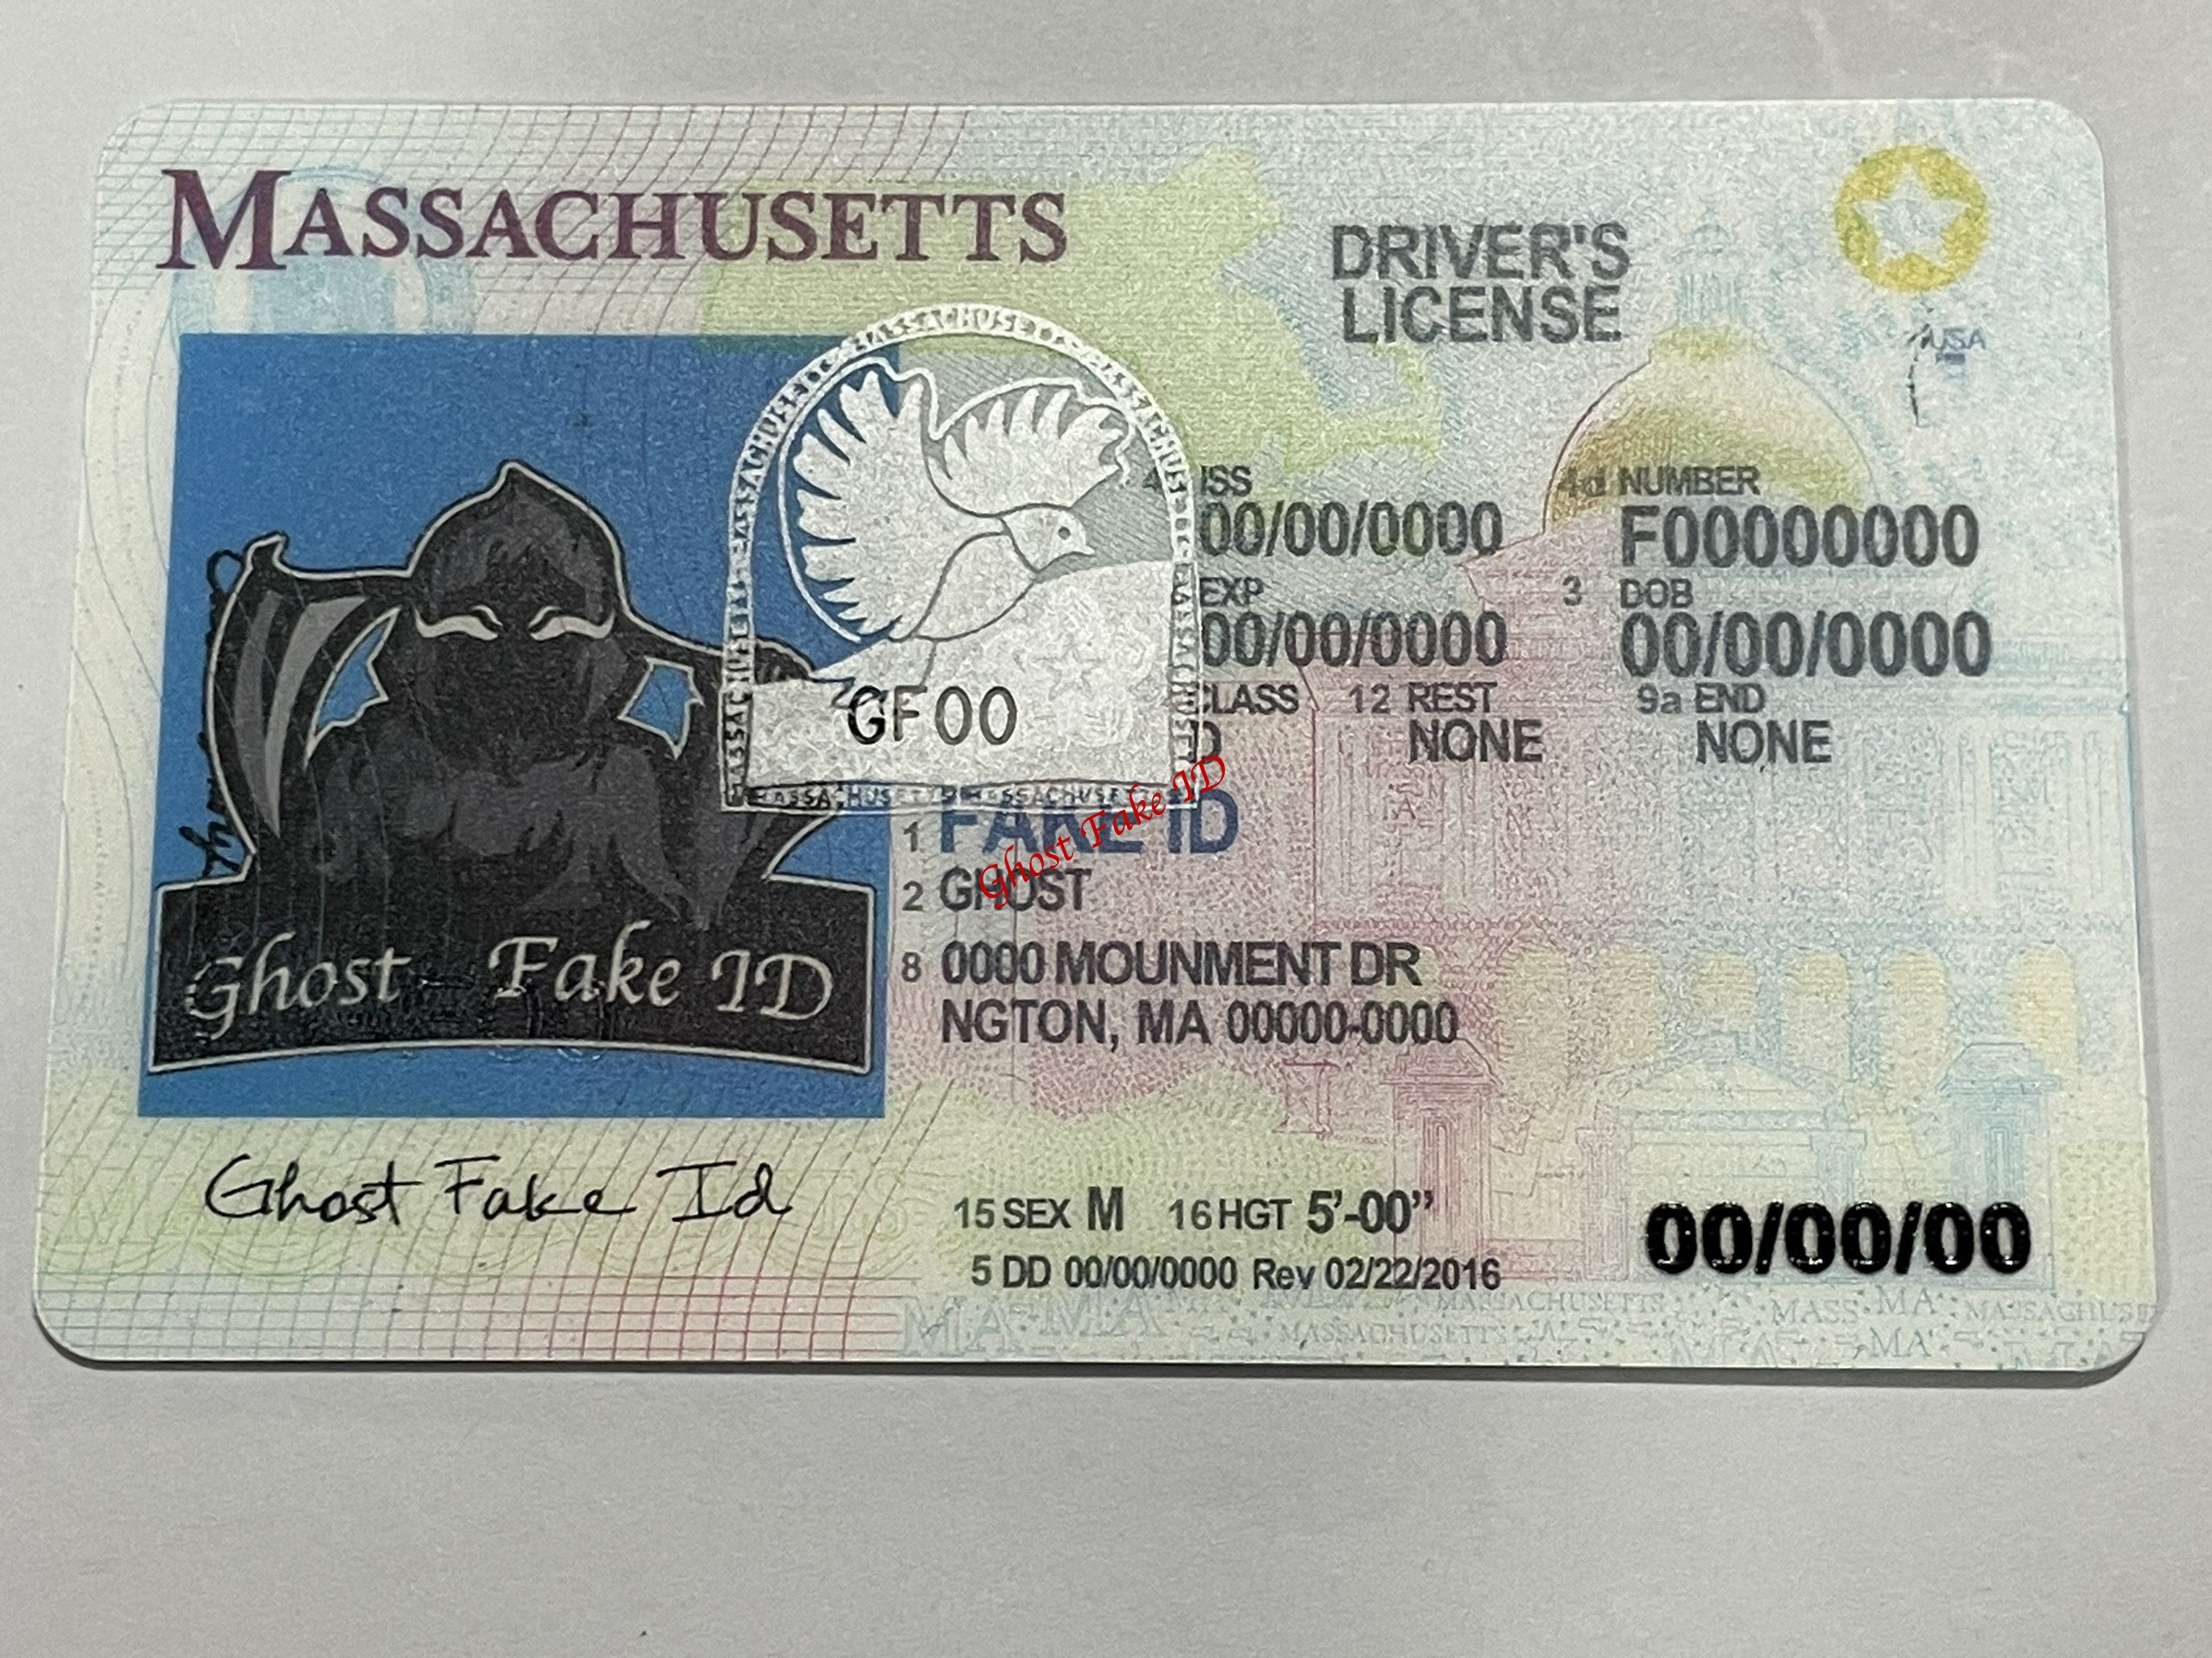 MASSACHUSETTS
DRIVER'S
LICENSE
USA
ISS
4d NUMBER
00/00/0000
F00000000
EXP
3 DOB
00/00/0000
00/00/0000
CLASS 12 REST 9a END
D NONE NONE
GF00
1 FAKE ID
Ghost Fake ID
2 GHOST
8 0000 MOUNMENT DR
NGTON, MA 00000-0000
Ghost Fake ID
Ghost Fake Id
15 SEX M 16 HGT 5'-00”
5 DD 00/00/0000 Rev 02/22/2016
00/00/00